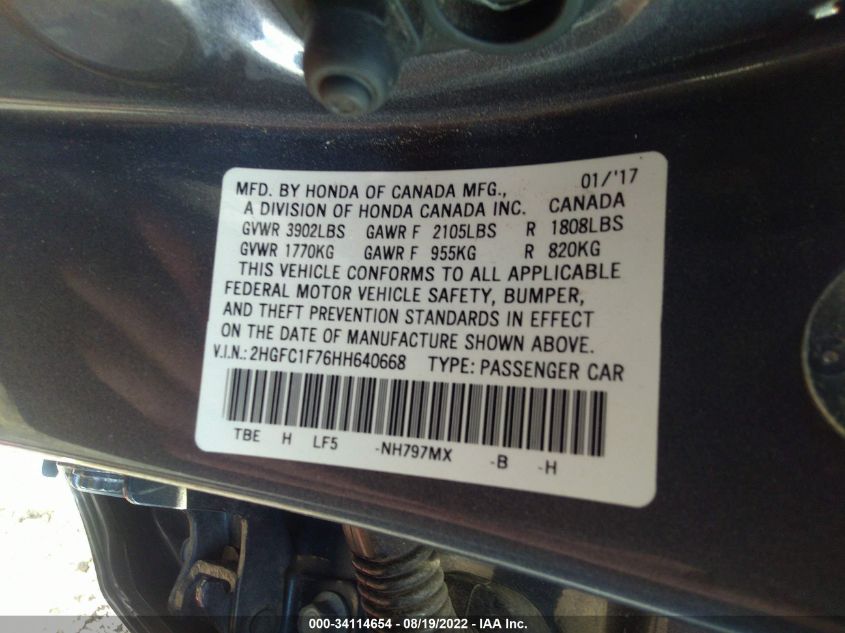 MFD. BY HONDA OF CANADA MFG., 01/'17
A DIVISION OF HONDA CANADA INC. CANADA
GVWR 3902LBS GAWR F 2105LBS R 1808LBS
GVWR 1770KG GAWR F 955KG R 820KG
THIS VEHICLE CONFORMS TO ALL APPLICABLE
FEDERAL MOTOR VEHICLE SAFETY, BUMPER,
AND THEFT PREVENTION STANDARDS IN EFFECT
ON THE DATE OF MANUFACTURE SHOWN ABOVE.
V.I.N.: 2HGFC1F76HH640668 TYPE: PASSENGER CAR
TBE H LF5 -NH797MX -B -H
000-34114654 - 08/19/2022 - IAA Inc.